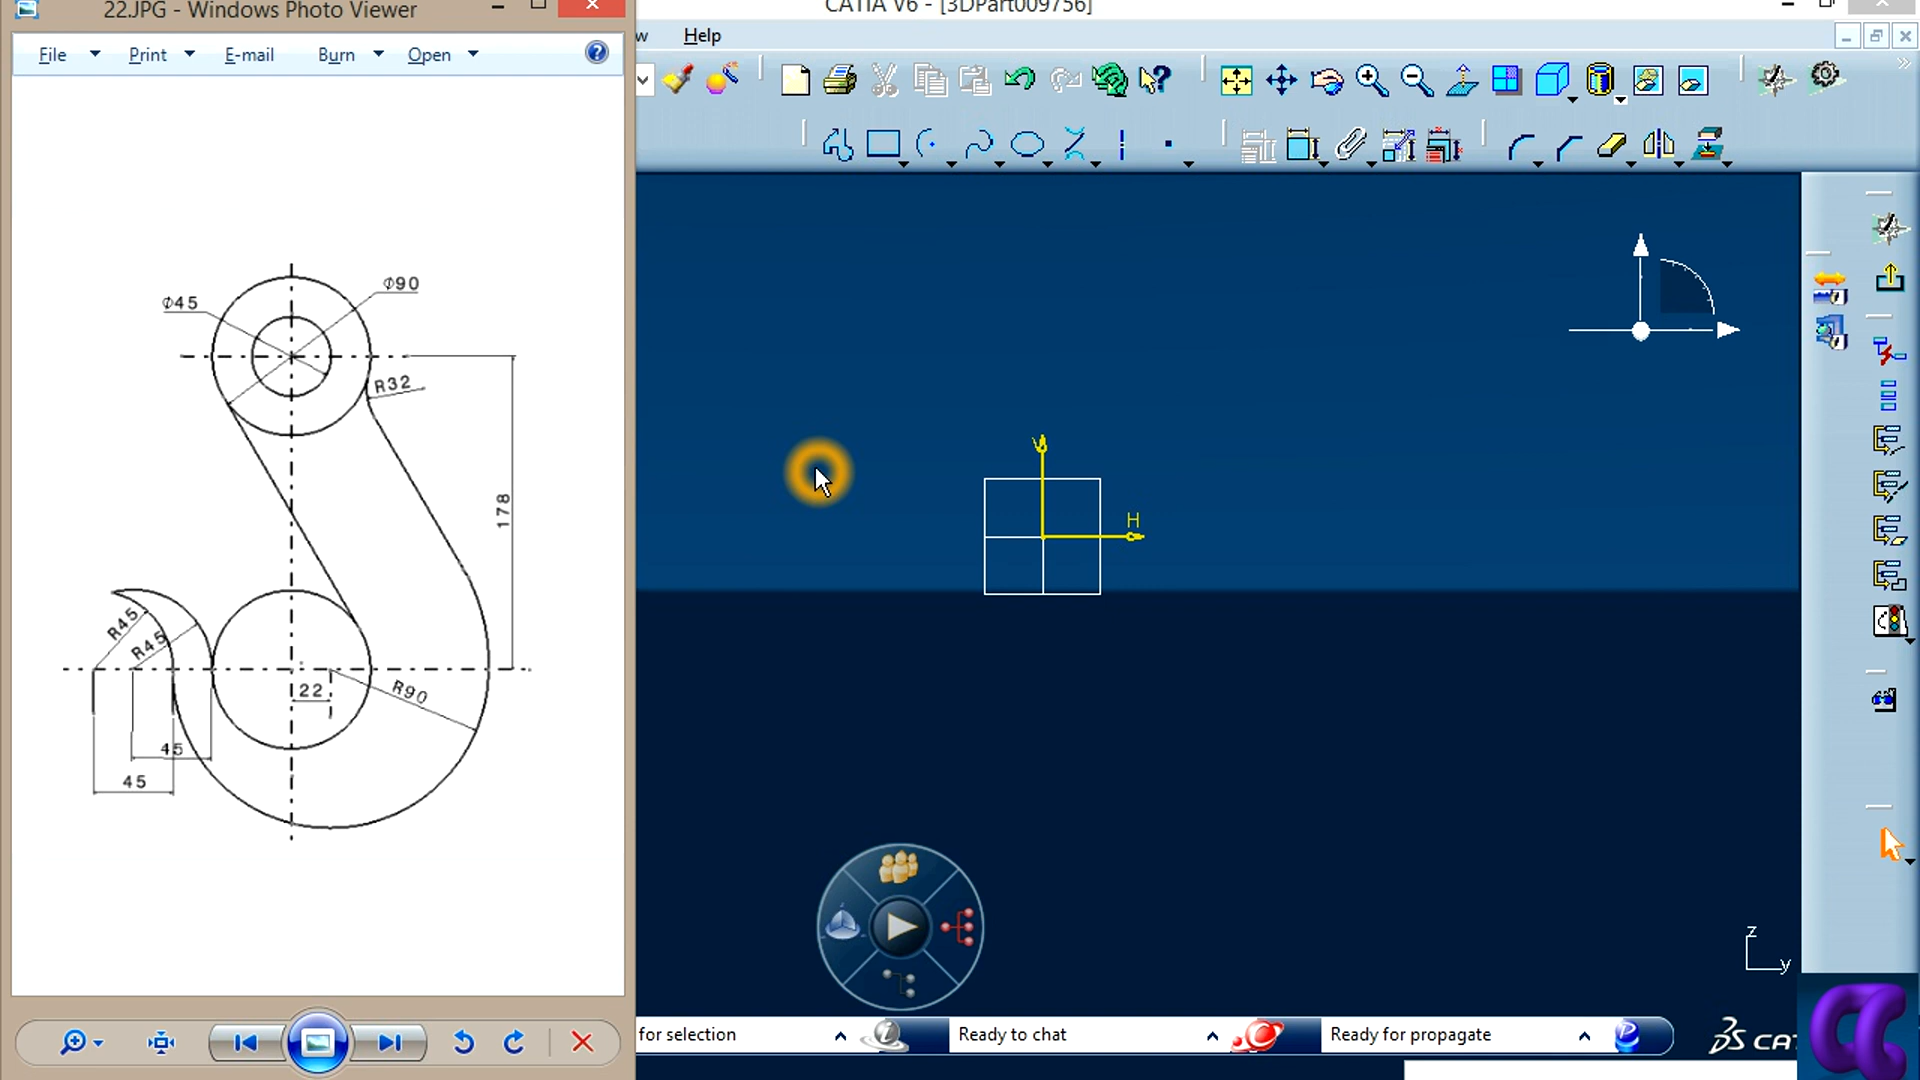 22.JPG - Windows Photo Viewer
File Print E-mail Burn Open
CATIA V6 - [3DPart009756]
w Help
Φ90
Φ45
R32
178
R45
R45
22
R90
45
45
V
H
z
y
for selection
Ready to chat
Ready for propagate
CAT